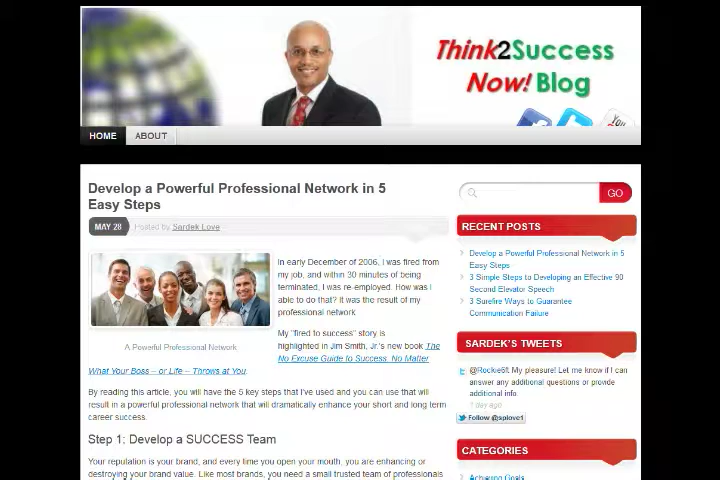 Think2Success
Now! Blog
You
HOME
ABOUT
Develop a Powerful Professional Network in 5
Easy Steps
MAY 28
Posted by Sardek Love
In early December of 2006, I was fired from
my job, and within 30 minutes of being
terminated, I was re-employed. How was I
able to do that? It was the result of my
professional network
My "fired to success" story is
highlighted in Jim Smith, Jr.'s new book The
No Excuse Guide to Success: No Matter
What Your Boss – or Life – Throws at You.
A Powerful Professional Network
By reading this article, you will have the 5 key steps that I've used and you can use that will
result in a powerful professional network that will dramatically enhance your short and long term
career success.
Step 1: Develop a SUCCESS Team
Your reputation is your brand, and every time you open your mouth, you are enhancing or
destroying your brand value. Like most brands, you need a small trusted team of professionals
GO
RECENT POSTS
Develop a Powerful Professional Network in 5
Easy Steps
3 Simple Steps to Developing an Effective 90
Second Elevator Speech
3 Surefire Ways to Guarantee
Communication Failure
SARDEK'S TWEETS
My pleasure! Let me know if I can
answer any additional questions or provide
additional info.
1 day ago
Follow @splove1
CATEGORIES
Achieving Goals